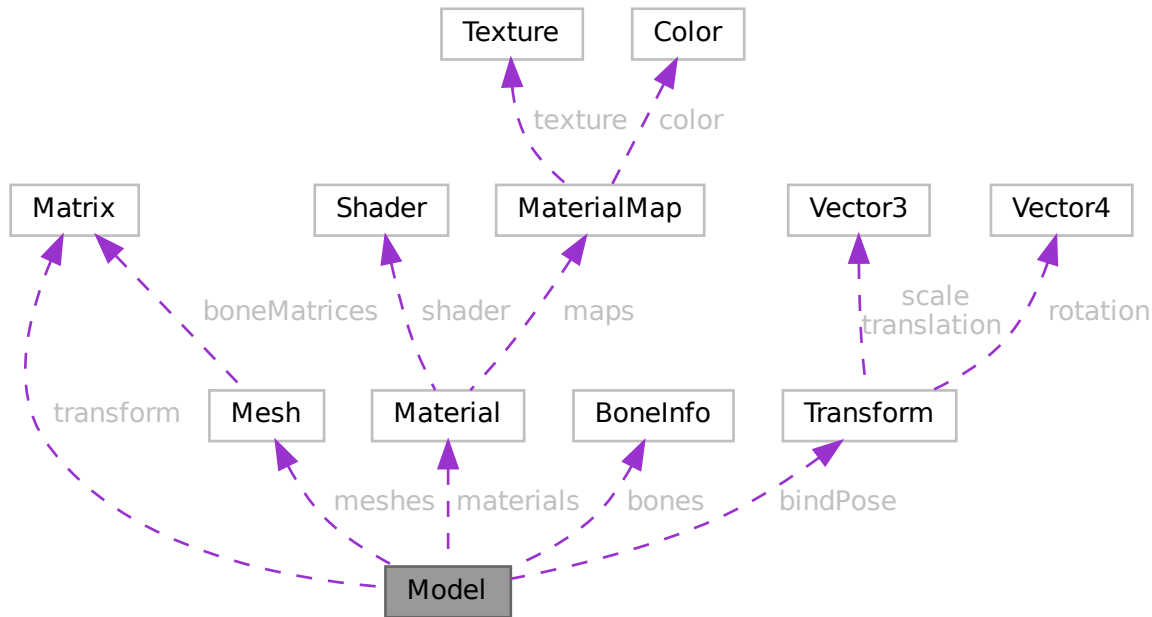 Texture
Color
texture
color
Matrix
Shader
MaterialMap
Vector3
Vector4
boneMatrices
shader
maps
scale
translation
rotation
transform
Mesh
Material
BoneInfo
Transform
meshes
materials
bones
bindPose
Model